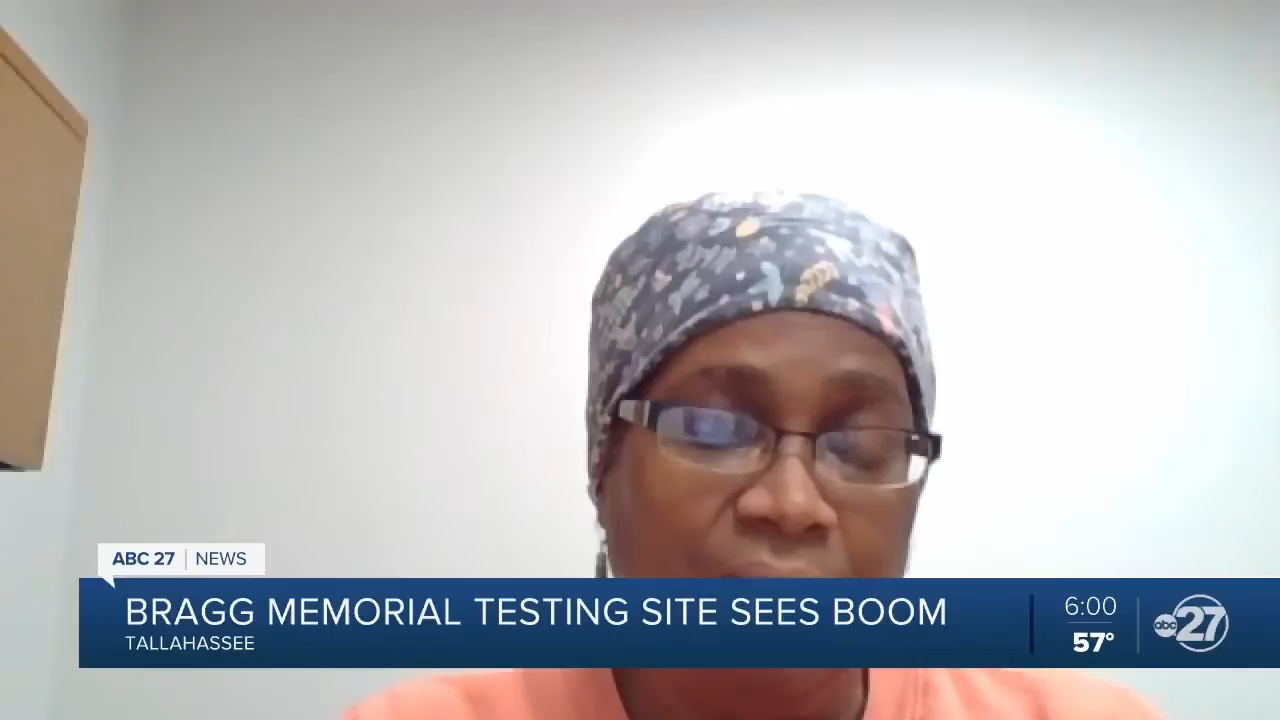 ABC 27 | NEWS
BRAGG MEMORIAL TESTING SITE SEES BOOM
TALLAHASSEE
6:00
57°
abc 27